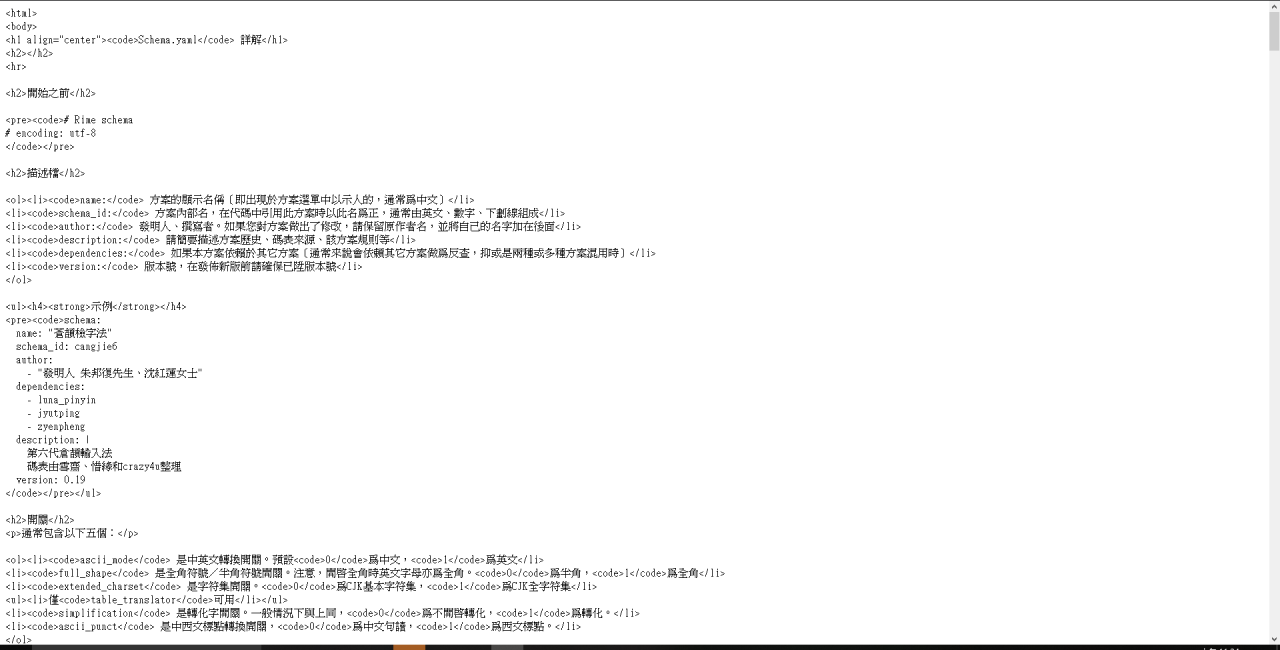 <html>
<body>
<h1 align="center"><code>Schema.yaml</code> 詳解</h1>
<h2></h2>
<hr>
<h2>開始之前</h2>
<pre><code># Rime schema
# encoding: utf-8
</code></pre>
<h2>描述檔</h2>
<ol><li><code>name:</code> 方案的顯示名偁〔即出現於方案選單中以示人的，通常爲中文〕</li>
<li><code>schema_id:</code> 方案內部名，在代碼中引用此方案時以此名爲正，通常由英文、數字、下劃線組成</li>
<li><code>author:</code> 發明人、撰寫者。如果您對方案做出了修改，請保留原作者名，並將自己的名字加在後面</li>
<li><code>description:</code> 請簡要描述方案歷史、碼表來源、該方案規則等</li>
<li><code>dependencies:</code> 如果本方案依賴於其它方案〔通常來說會依賴其它方案做爲反查，抑或是兩種或多種方案混用時〕</li>
<li><code>version:</code> 版本號，在發佈新版前請確保已陞版本號</li>
</ol>
<ul><h4><strong>示例</strong></h4>
<pre><code>schema:
name: "蒼頡檢字法"
schema_id: cangjie6
author:
- "發明人 朱邦復先生、沈紅蓮女士"
dependencies:
- luna_pinyin
- jyutping
- zyenpheng
description: |
第六代倉頡輸入法
碼表由雪齋、惜緣和crazy4u整理
version: 0.19
</code></pre></ul>
<h2>開關</h2>
<p>通常包含以下五個：</p>
<ol><li><code>ascii_mode</code> 是中英文轉換開關。預設<code>0</code>爲中文，<code>1</code>爲英文</li>
<li><code>full_shape</code> 是全角符號／半角符號開關。注意，開啓全角時英文字母亦爲全角。<code>0</code>爲半角，<code>1</code>爲全角</li>
<li><code>extended_charset</code> 是字符集開關。<code>0</code>爲CJK基本字符集，<code>1</code>爲CJK全字符集</li>
<ul><li>僅<code>table_translator</code>可用</li></ul>
<li><code>simplification</code> 是轉化字開關。一般情況下與上同，<code>0</code>爲不開啓轉化，<code>1</code>爲轉化。</li>
<li><code>ascii_punct</code> 是中西文標點轉換開關，<code>0</code>爲中文句讀，<code>1</code>爲西文標點。</li>
</ol>